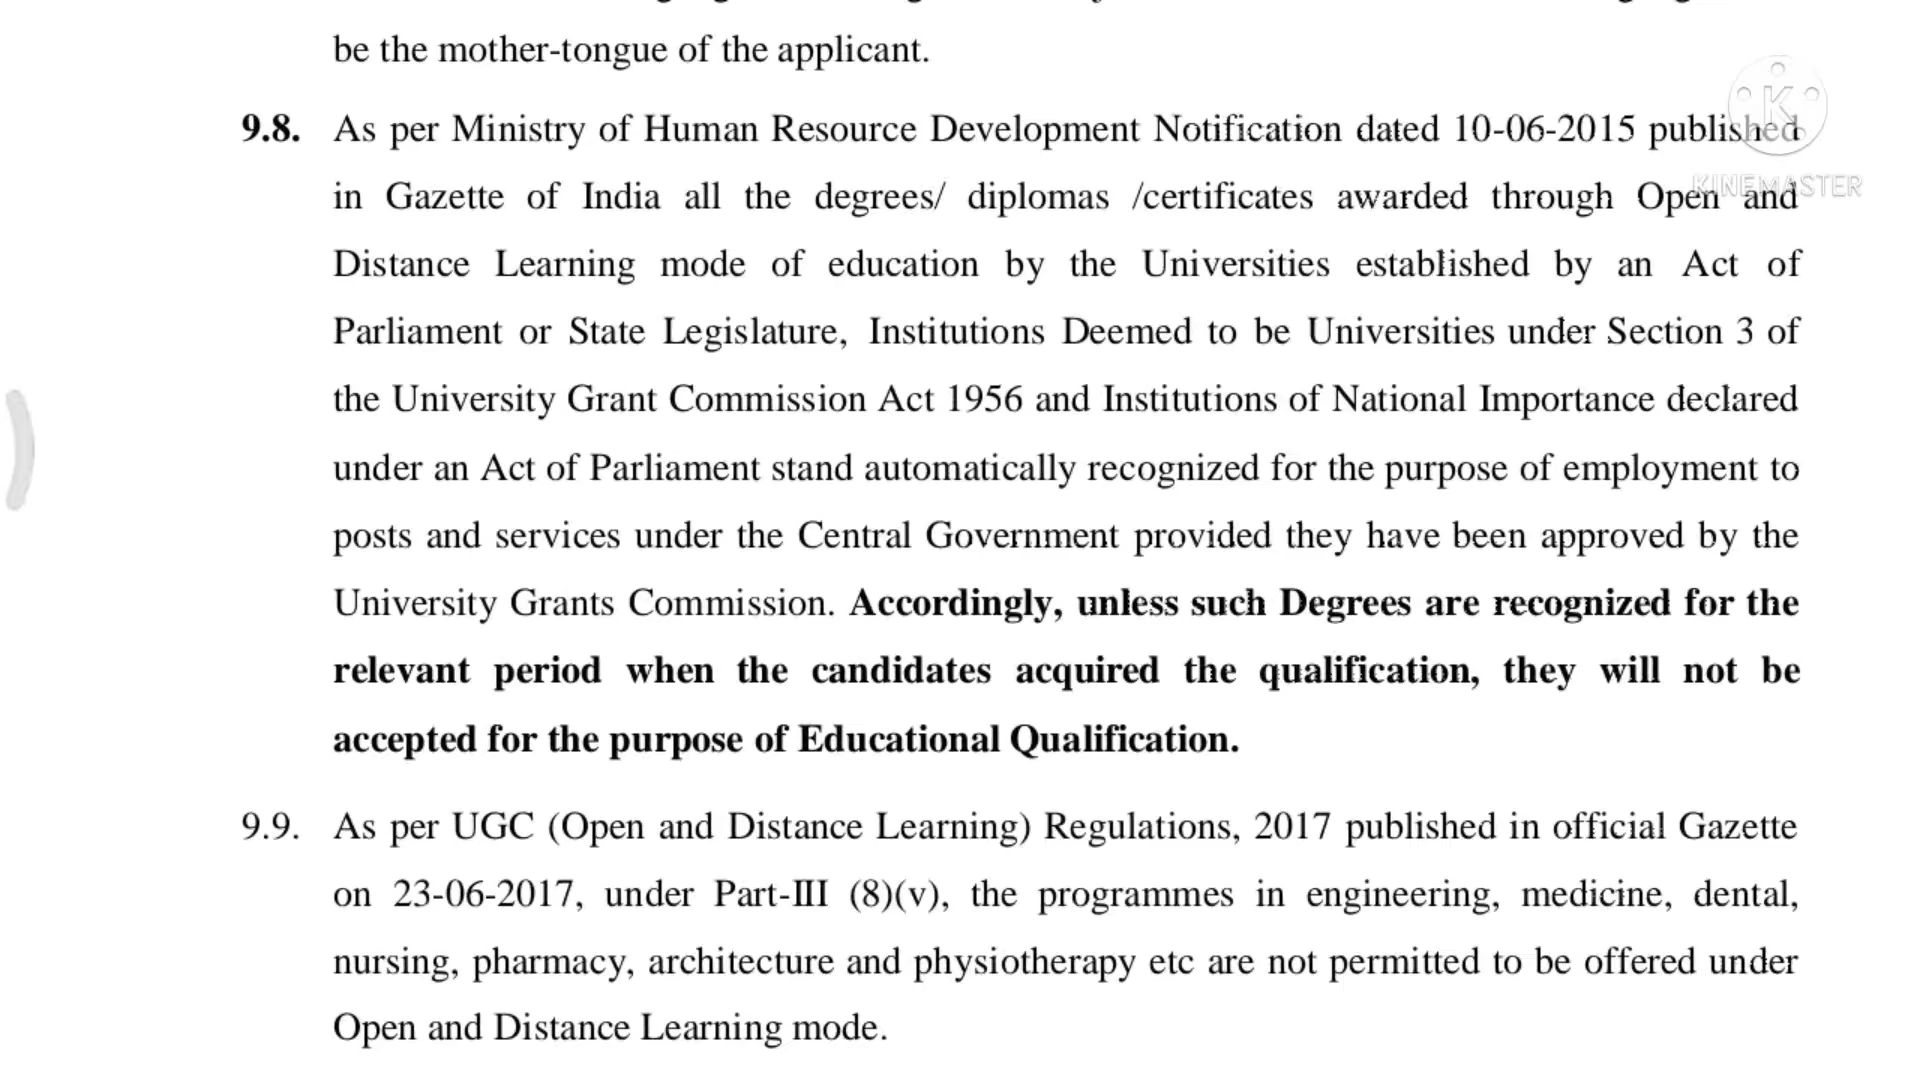 be the mother-tongue of the applicant.
9.8. As per Ministry of Human Resource Development Notification dated 10-06-2015 published
in Gazette of India all the degrees/ diplomas /certificates awarded through Open and
Distance Learning mode of education by the Universities established by an Act of
Parliament or State Legislature, Institutions Deemed to be Universities under Section 3 of
the University Grant Commission Act 1956 and Institutions of National Importance declared
under an Act of Parliament stand automatically recognized for the purpose of employment to
posts and services under the Central Government provided they have been approved by the
University Grants Commission. Accordingly, unless such Degrees are recognized for the
relevant period when the candidates acquired the qualification, they will not be
accepted for the purpose of Educational Qualification.
9.9. As per UGC (Open and Distance Learning) Regulations, 2017 published in official Gazette
on 23-06-2017, under Part-III (8)(v), the programmes in engineering, medicine, dental,
nursing, pharmacy, architecture and physiotherapy etc are not permitted to be offered under
Open and Distance Learning mode.
K
KINEMASTER